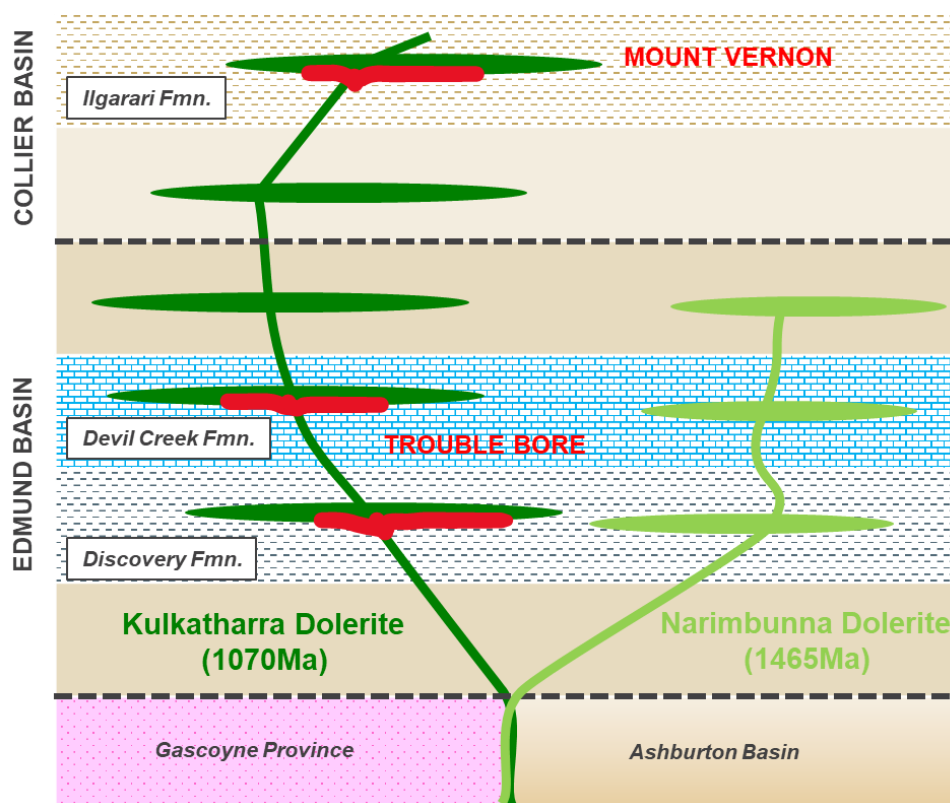 COLLIER BASIN
MOUNT VERNON
Ilgarari Fmn.
EDMUND BASIN
Devil Creek Fmn.
TROUBLE BORE
Discovery Fmn.
Kulkatharra Dolerite
(1070Ma)
Narimbunna Dolerite
(1465Ma)
Gascoyne Province
Ashburton Basin